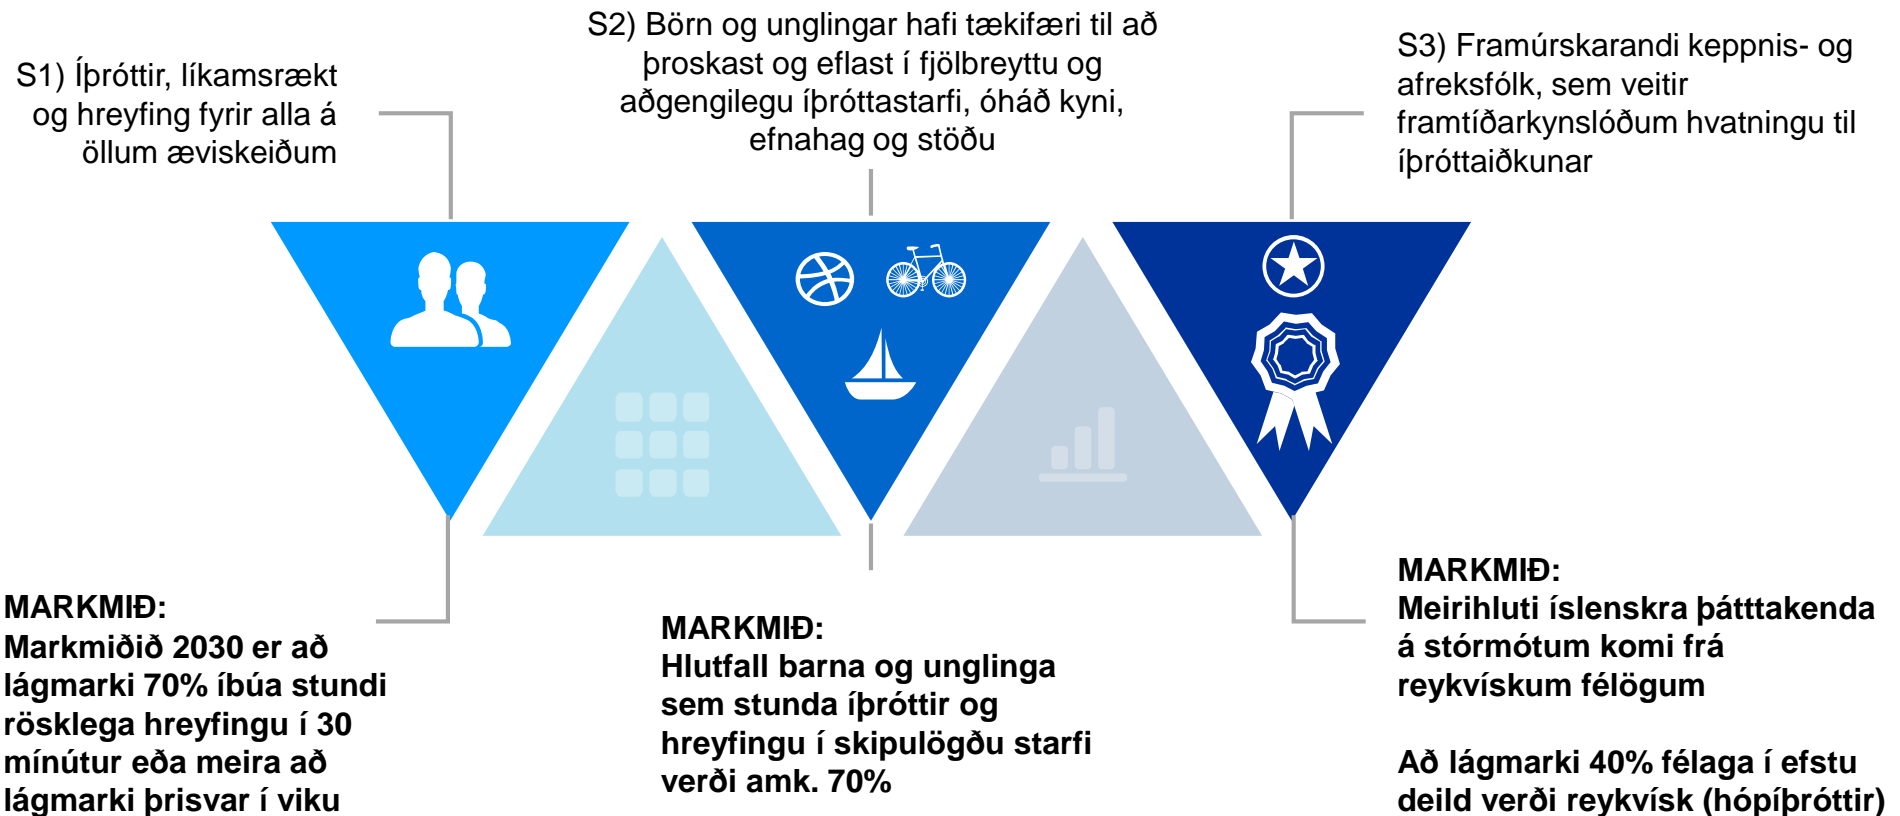 S1) Íþróttir, líkamsrækt
og hreyfing fyrir alla á
öllum æviskeiðum
S2) Börn og unglingar hafi tækifæri til að
þroskast og eflast í fjölbreyttu og
aðgengilegu íþróttastarfi, óháð kyni,
efnahag og stöðu
S3) Framúrskarandi keppnis- og
afreksfólk, sem veitir
framtíðarkynslóðum hvatningu til
íþróttaiðkunar
MARKMIÐ:
Markmiðið 2030 er að
lágmarki 70% íbúa stundi
rösklega hreyfingu í 30
mínútur eða meira að
lágmarki þrisvar í viku
MARKMIÐ:
Hlutfall barna og unglinga
sem stunda íþróttir og
hreyfingu í skipulögðu starfi
verði amk. 70%
MARKMIÐ:
Meirihluti íslenskra þátttakenda
á stórmótum komi frá
reykvískum félögum
Að lágmarki 40% félaga í efstu
deild verði reykvísk (hópíþróttir)